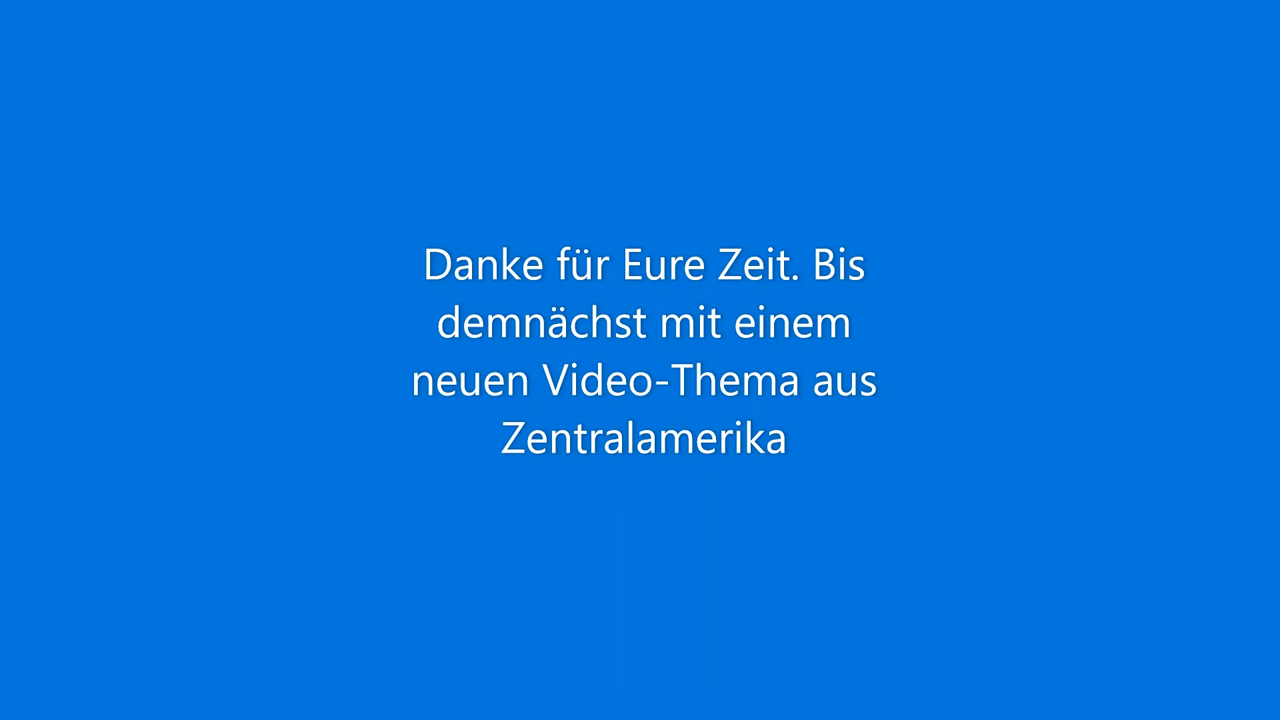 Danke für Eure Zeit. Bis
demnächst mit einem
neuen Video-Thema aus
Zentralamerika